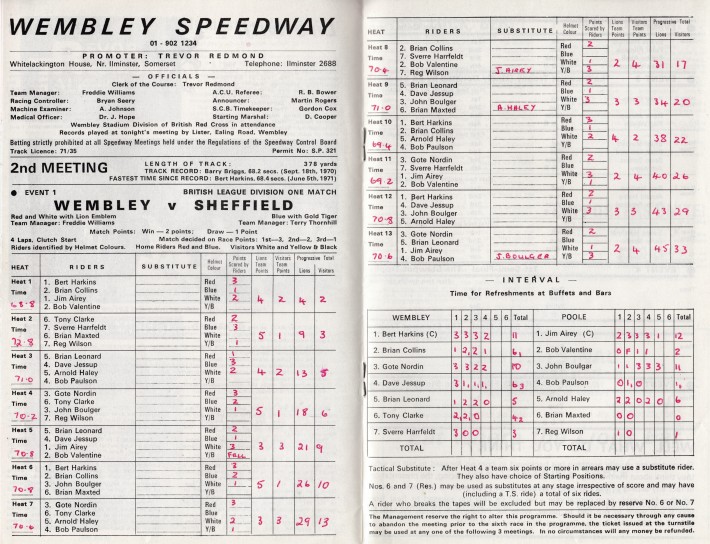 WEMBLEY SPEEDWAY
01 - 902 1234
PROMOTER: TREVOR REDMOND
Whitelackington House, Nr. Ilminster, Somerset Telephone: Ilminster 2688
— OFFICIALS —
Clerk of the Course: Trevor Redmond
Team Manager: Freddie Williams A.C.U. Referee: R. B. Bower
Racing Controller: Bryan Seery Announcer: Martin Rogers
Machine Examiner: A. Johnson S.C.B. Timekeeper: Gordon Cox
Medical Officer: Dr. J. Hope Starting Marshal: D. Cooper
Wembley Stadium Division of British Red Cross in attendance
Records played at tonight's meeting by Lister, Ealing Road, Wembley
Betting strictly prohibited at all Speedway Meetings held under the Regulations of the Speedway Control Board
Track Licence: 71/35 Permit No: S.P. 321
2nd MEETING
LENGTH OF TRACK: 378 yards
TRACK RECORD: Barry Briggs, 68.2 secs. (Sept. 18th, 1970)
FASTEST TIME SINCE RECORD: Bert Harkins, 68.4 secs. (June 5th, 1971)
● EVENT 1 BRITISH LEAGUE DIVISION ONE MATCH
WEMBLEY v SHEFFIELD
Red and White with Lion Emblem Blue with Gold Tiger
Team Manager: Freddie Williams Team Manager: Terry Thornhill
Match Points: Win — 2 points; Draw — 1 Point
4 Laps. Clutch Start Match decided on Race Points: 1st—3, 2nd—2, 3rd—1
Riders identified by Helmet Colours. Home Riders Red and Blue. Visitors White and Yellow & Black
HEAT RIDERS SUBSTITUTE Helmet Colour Points Scored by Riders Lions Team Points Visitors Team Points Progressive Total Lions Visitors
Heat 1 1. Bert Harkins Red 3
Time 2. Brian Collins Blue 1
1. Jim Airey White 2 4 2 4 2
68·8 2. Bob Valentine Y/B
Heat 2 6. Tony Clarke Red 2
Time 7. Sverre Harrfeldt Blue 3
6. Brian Maxted White 5 1 9 3
72·8 7. Reg Wilson Y/B 1
Heat 3 5. Brian Leonard Red 1
Time 4. Dave Jessup Blue 3
5. Arnold Haley White 2 4 2 13 5
71·0 4. Bob Paulson Y/B
Heat 4 3. Gote Nordin Red 3
Time 6. Tony Clarke Blue 2
3. John Boulger White 1 5 1 18 6
70-2 7. Reg Wilson Y/B
Heat 5 5. Brian Leonard Red 2
Time 4. Dave Jessup Blue 1
1. Jim Airey White 3 3 3 21 9
70·8 2. Bob Valentine Y/B FALL
Heat 6 1. Bert Harkins Red 3
Time 2. Brian Collins Blue 2
3. John Boulger White 1 5 1 26 10
70·8 6. Brian Maxted Y/B
Heat 7 3. Gote Nordin Red 3
Time 6. Tony Clarke Blue
5. Arnold Haley White 2 3 3 29 13
70·6 4. Bob Paulson Y/B 1
HEAT RIDERS SUBSTITUTE Helmet Colour Points Scored by Riders Lions Team Points Visitors Team Points Progressive Total Lions Visitors
Heat 8 2. Brian Collins Red 2
Time 7. Sverre Harrfeldt Blue
2. Bob Valentine White 1 2 4 31 17
70·4 7. Reg Wilson S. AIREY Y/B 3
Heat 9 5. Brian Leonard Red 2
Time 4. Dave Jessup Blue 1
3. John Boulger White 3 3 3 34 20
71·0 6. Brian Maxted A. HALEY Y/B
Heat 10 1. Bert Harkins Red 3
Time 2. Brian Collins Blue 1
5. Arnold Haley White 2 4 2 38 22
69·4 4. Bob Paulson Y/B
Heat 11 3. Gote Nordin Red 2
Time 7. Sverre Harrfeldt Blue
1. Jim Airey White 3 2 4 40 26
69·2 2. Bob Valentine Y/B 1
Heat 12 1. Bert Harkins Red 2
Time 4. Dave Jessup Blue 1
3. John Boulger White 3 3 3 43 29
70-8 5. Arnold Haley Y/B
Heat 13 3. Gote Nordin Red 2
Time 5. Brian Leonard Blue
1. Jim Airey White 1 2 4 45 33
70·6 4. Bob Paulson S. BOULGER Y/B 3
— INTERVAL —
Time for Refreshments at Buffets and Bars
WEMBLEY 1 2 3 4 5 6 Total POOLE 1 2 3 4 5 6 Total
1. Bert Harkins (C) 3 3 3 2 11 1. Jim Airey (C) 2 3 3 3 1 12
2. Brian Collins 1 2 2 1 6 2. Bob Valentine 0 F 1 1 2
3. Gote Nordin 3 3 2 2 10 3. John Boulger 1 1 3 3 3 11
4. Dave Jessup 3 1 1 1 6 4. Bob Paulson 0 1 0 1
5. Brian Leonard 1 2 2 0 5 5. Arnold Haley 2 2 0 2 0 6
6. Tony Clarke 2 2 0 4 6. Brian Maxted 0 0 0
7. Sverre Harrfeldt 3 0 0 3 7. Reg Wilson 1 0 1
TOTAL TOTAL
Tactical Substitute: After Heat 4 a team six points or more in arrears may use a substitute rider.
They also have choice of Starting Positions.
Nos. 6 and 7 (Res.) may be used as substitutes at any stage irrespective of score and may have
(including a T.S. ride) a total of six rides.
A rider who breaks the tapes will be excluded but may be replaced by reserve No. 6 or No. 7
The Management reserve the right to alter this programme. Should it be necessary through any cause
to abandon the meeting prior to the sixth race in the programme, the ticket issued at the turnstile
may be used at any one of the following 3 meetings. In no circumstances will any money be refunded.